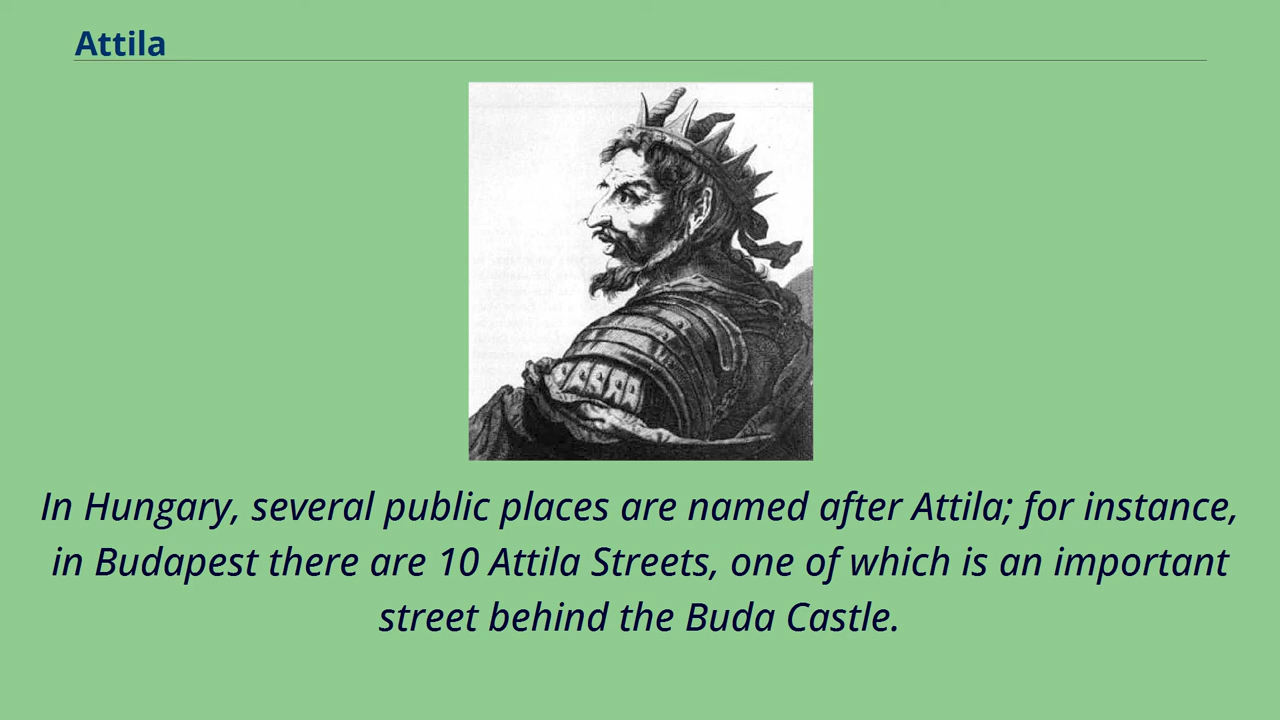 Attila
In Hungary, several public places are named after Attila; for instance,
in Budapest there are 10 Attila Streets, one of which is an important
street behind the Buda Castle.